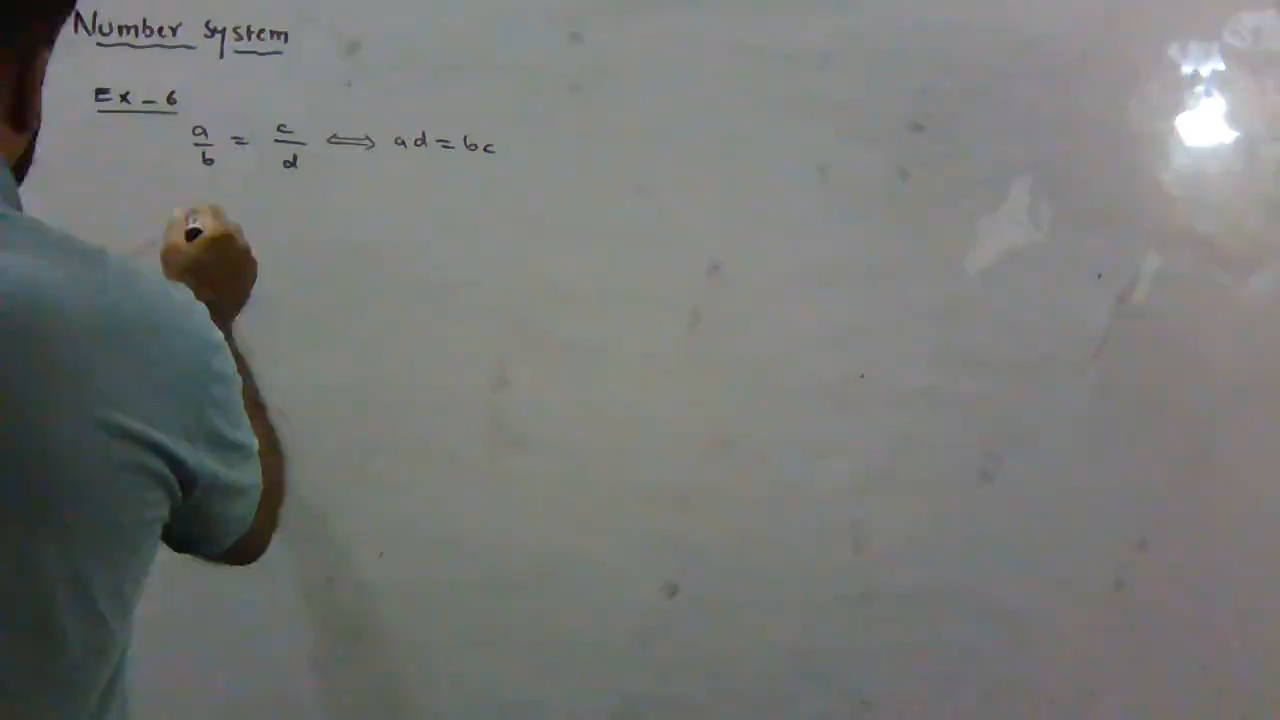 Number System
Ex - 6
a/b = c/d ⟺ ad = bc